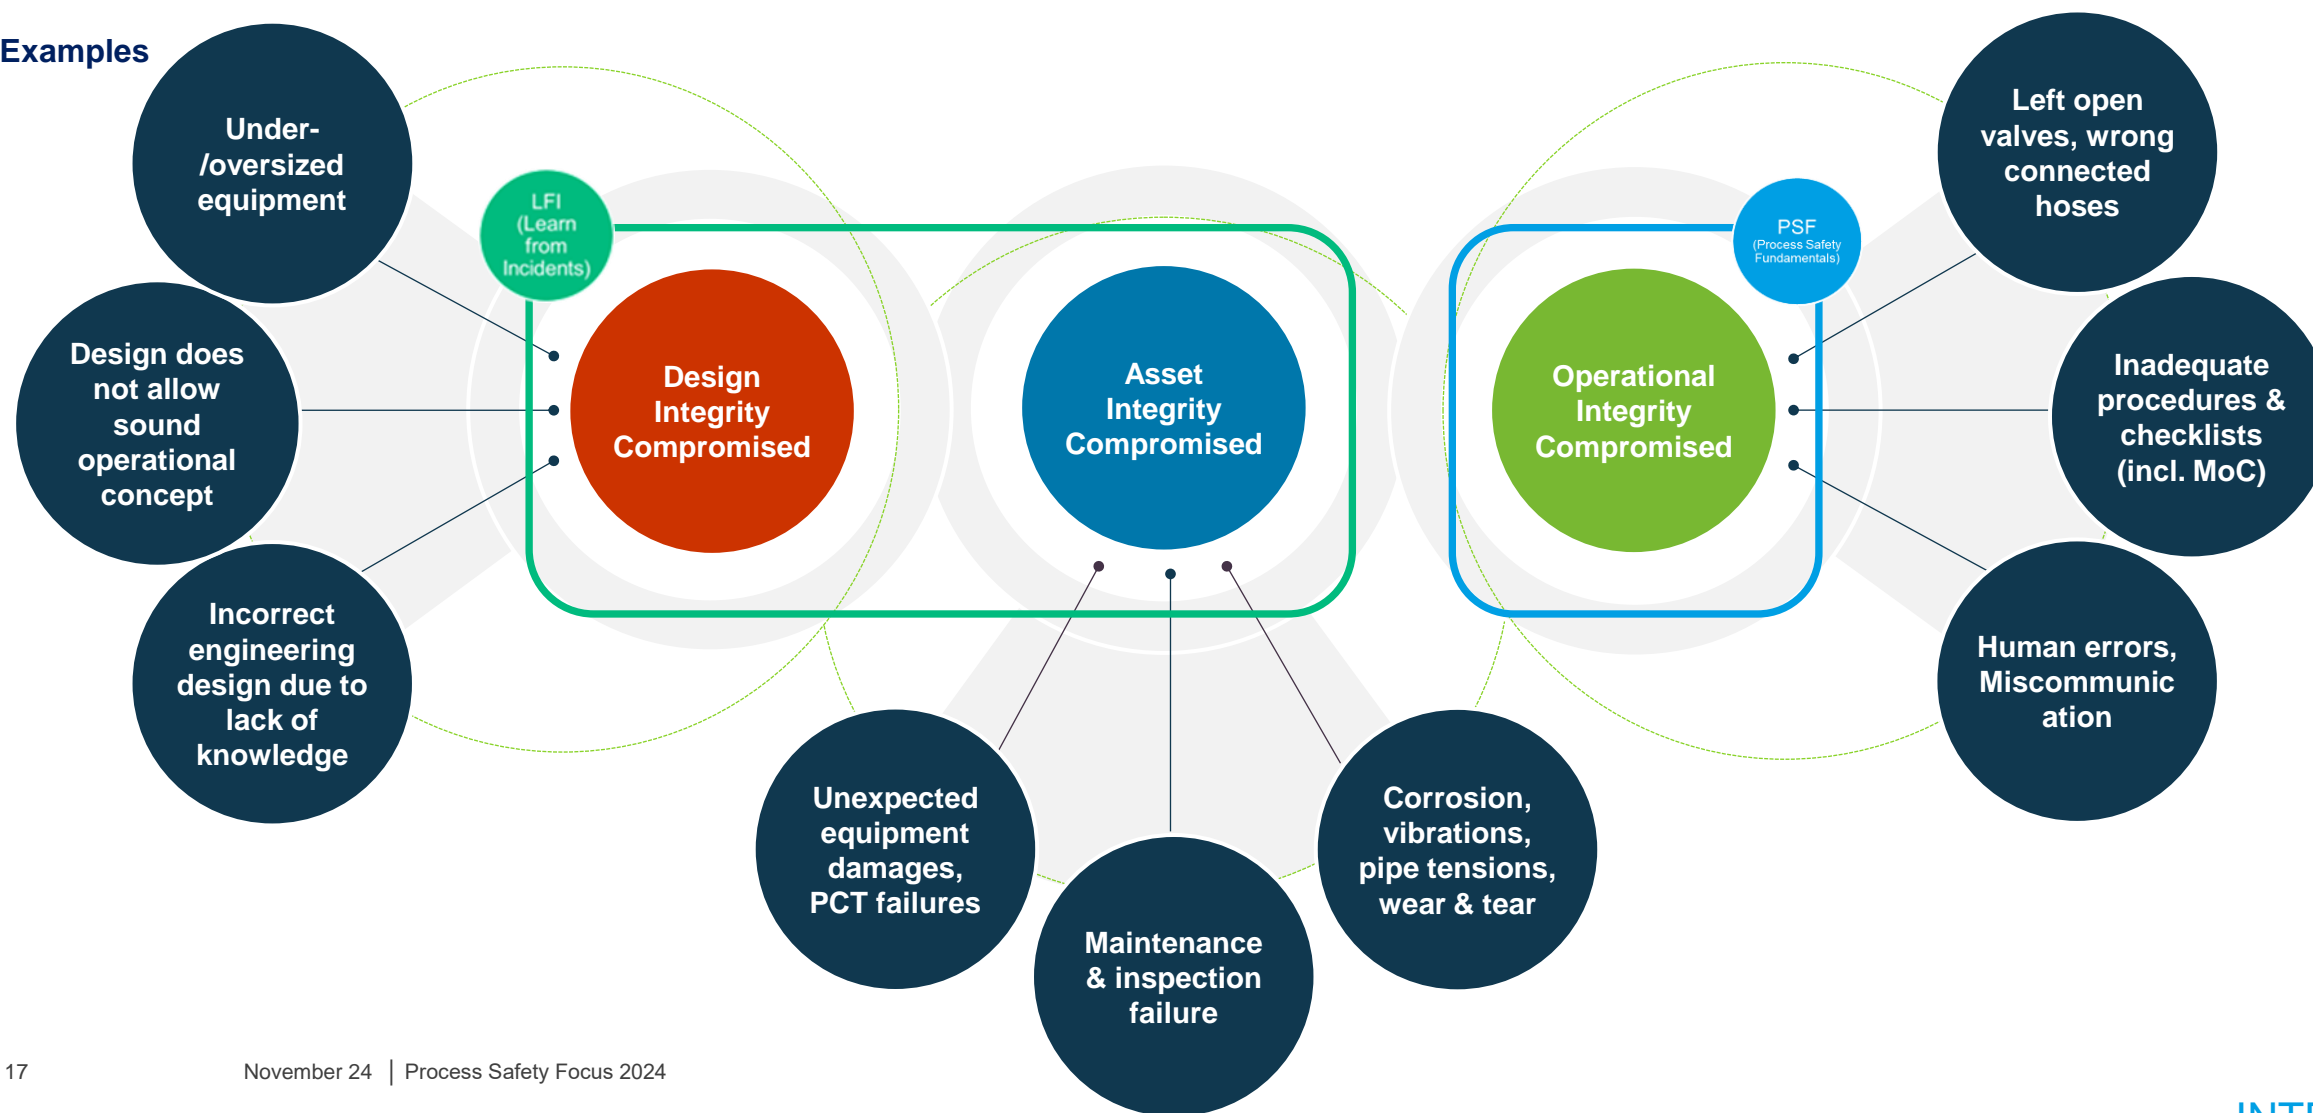 Examples
Under-
/oversized
equipment
Design does
not allow
sound
operational
concept
Incorrect
engineering
design due to
lack of
knowledge
LFI
(Learn
from
Incidents)
Design
Integrity
Compromised
Asset
Integrity
Compromised
Unexpected
equipment
damages,
PCT failures
Maintenance
& inspection
failure
Corrosion,
vibrations,
pipe tensions,
wear & tear
PSF
(Process Safety
Fundamentals)
Operational
Integrity
Compromised
Left open
valves, wrong
connected
hoses
Inadequate
procedures &
checklists
(incl. MoC)
Human errors,
Miscommunic
ation
17
November 24 | Process Safety Focus 2024